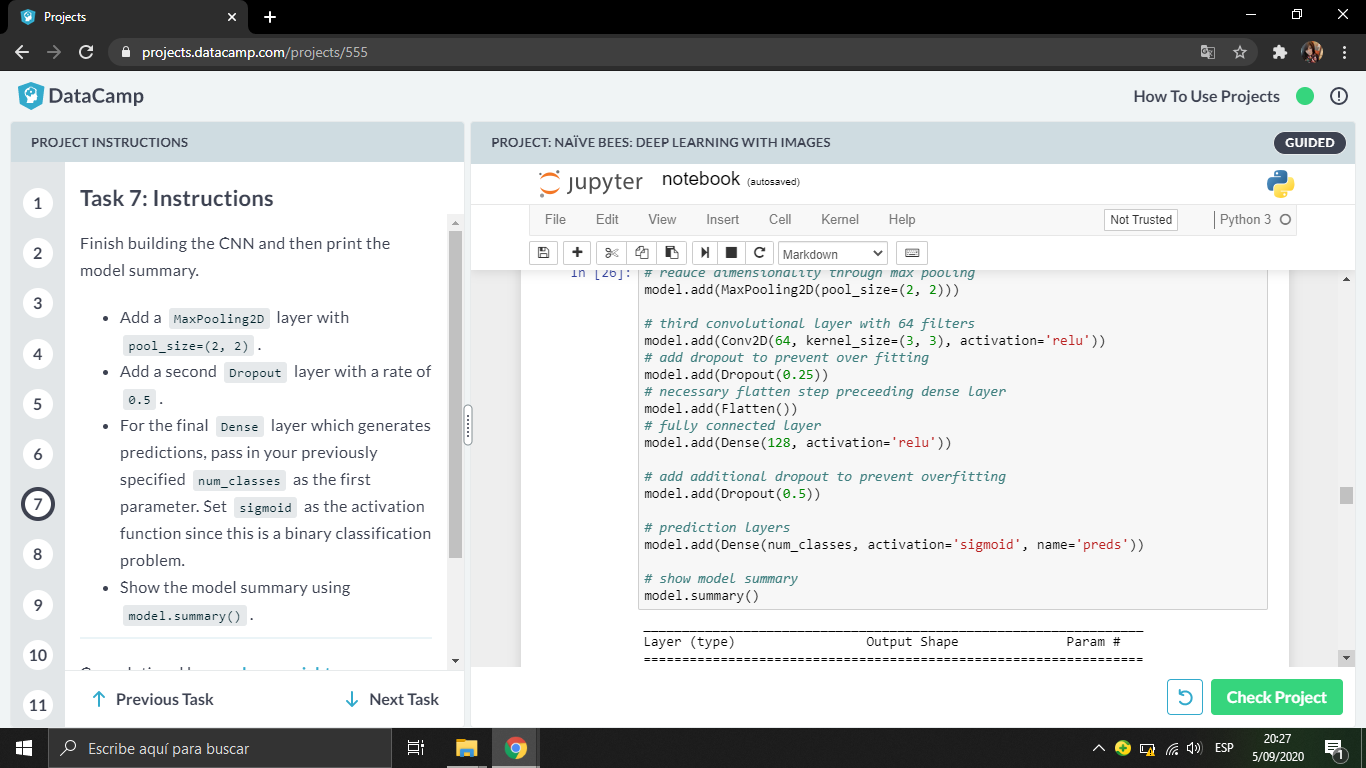 Projects
projects.datacamp.com/projects/555
DataCamp
How To Use Projects
PROJECT INSTRUCTIONS
PROJECT: NAÏVE BEES: DEEP LEARNING WITH IMAGES
GUIDED
1
2
3
4
5
6
7
8
9
10
11
Task 7: Instructions
Finish building the CNN and then print the
model summary.
• Add a MaxPooling2D layer with
pool_size=(2, 2) .
• Add a second Dropout layer with a rate of
0.5 .
• For the final Dense layer which generates
predictions, pass in your previously
specified num_classes as the first
parameter. Set sigmoid as the activation
function since this is a binary classification
problem.
• Show the model summary using
model.summary() .
Previous Task
Next Task
jupyter notebook (autosaved)
File Edit View Insert Cell Kernel Help
Not Trusted
Python 3
Markdown
In [26]:
# reduce dimensionality through max pooling
model.add(MaxPooling2D(pool_size=(2, 2)))
# third convolutional layer with 64 filters
model.add(Conv2D(64, kernel_size=(3, 3), activation='relu'))
# add dropout to prevent over fitting
model.add(Dropout(0.25))
# necessary flatten step preceeding dense layer
model.add(Flatten())
# fully connected layer
model.add(Dense(128, activation='relu'))
# add additional dropout to prevent overfitting
model.add(Dropout(0.5))
# prediction layers
model.add(Dense(num_classes, activation='sigmoid', name='preds'))
# show model summary
model.summary()
_________________________________________________________________
Layer (type) Output Shape Param #
=================================================================
Check Project
Escribe aquí para buscar
ESP
20:27
5/09/2020
1